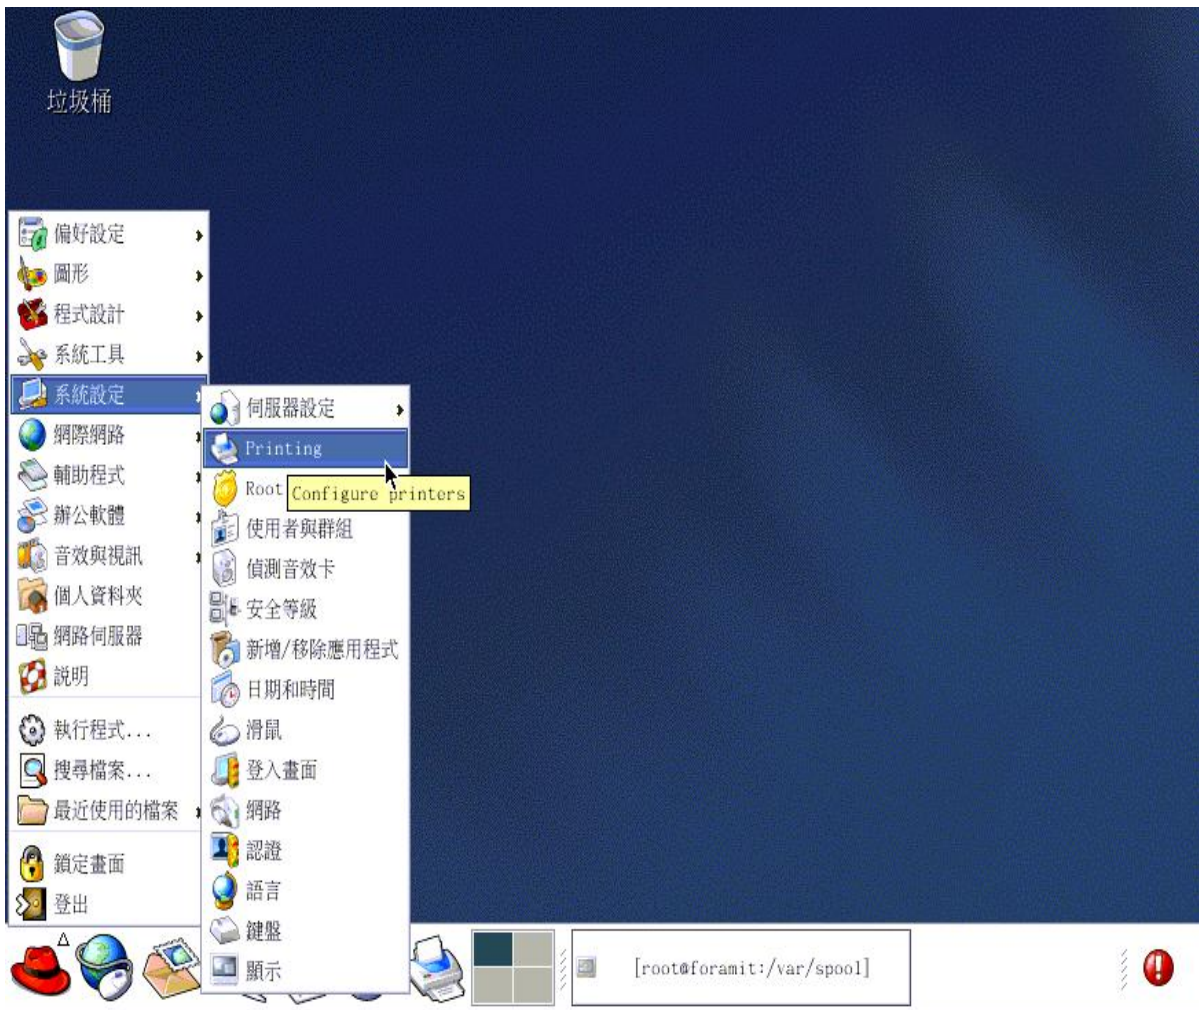 垃圾桶
偏好設定
圖形
程式設計
系統工具
系統設定
網際網路
輔助程式
辦公軟體
音效與視訊
個人資料夾
網路伺服器
說明
執行程式...
搜尋檔案...
最近使用的檔案
鎖定畫面
登出
伺服器設定
Printing
Root
Configure printers
使用者與群組
偵測音效卡
安全等級
新增/移除應用程式
日期和時間
滑鼠
登入畫面
網路
認證
語言
鍵盤
顯示
[root@foramit:/var/spool]